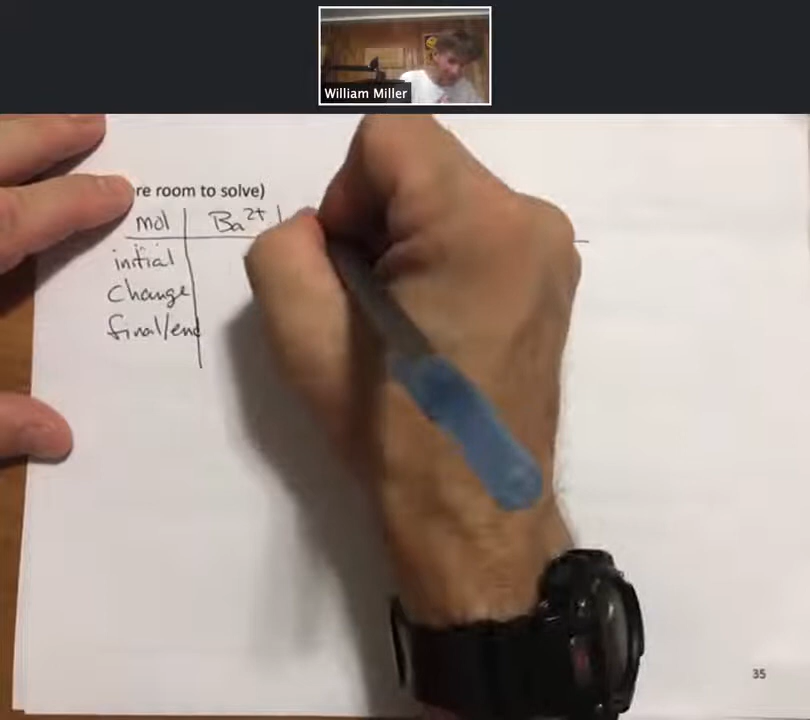 William Miller
re room to solve)
mol Ba²⁺
initial
Change
final/end
35